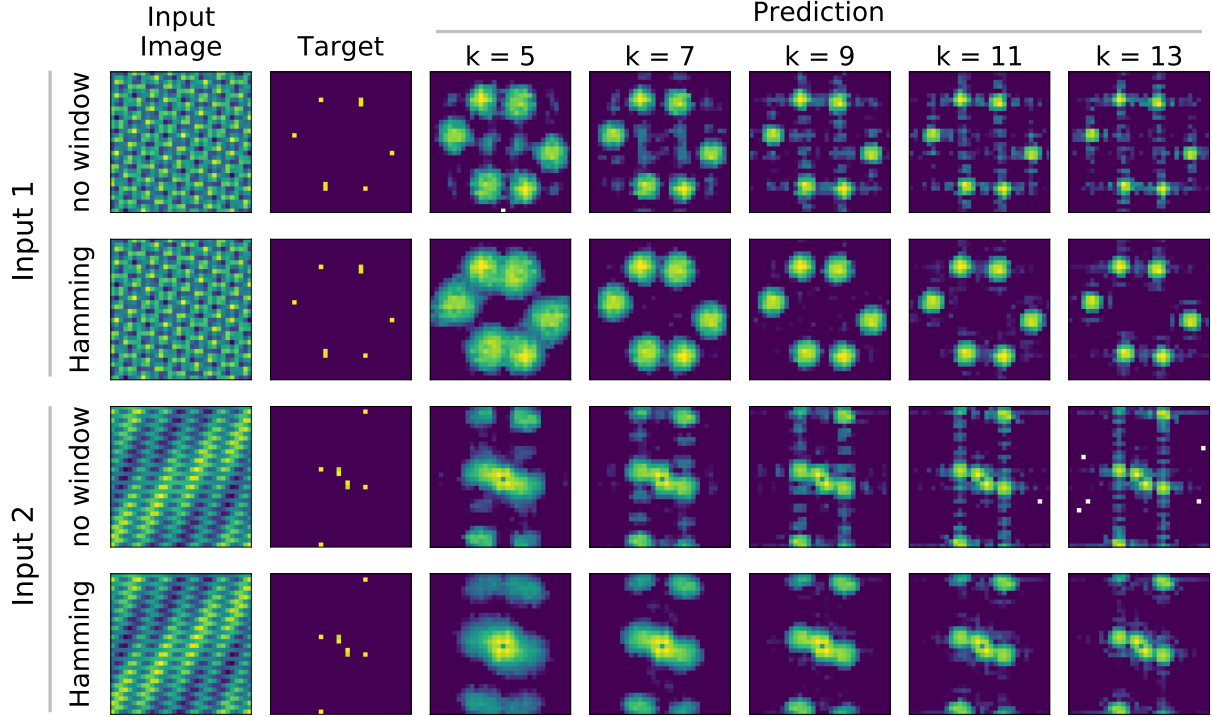 Prediction
Input
Image
Target
k = 5
k = 7
k = 9
k = 11
k = 13
Input 1
no window
Hamming
Input 2
no window
Hamming